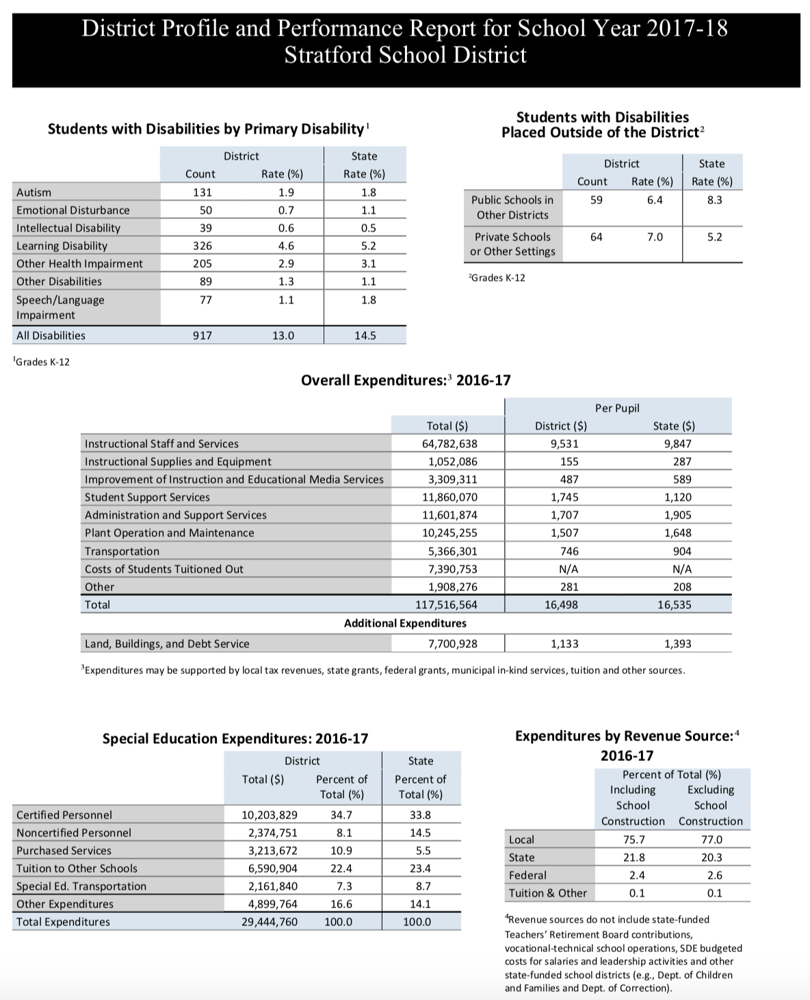 District Profile and Performance Report for School Year 2017-18
Stratford School District
Students with Disabilities by Primary Disability¹
District State
Count Rate (%) Rate (%)
Autism 131 1.9 1.8
Emotional Disturbance 50 0.7 1.1
Intellectual Disability 39 0.6 0.5
Learning Disability 326 4.6 5.2
Other Health Impairment 205 2.9 3.1
Other Disabilities 89 1.3 1.1
Speech/Language 77 1.1 1.8
Impairment
All Disabilities 917 13.0 14.5
¹Grades K-12
Students with Disabilities
Placed Outside of the District²
District State
Count Rate (%) Rate (%)
Public Schools in 59 6.4 8.3
Other Districts
Private Schools 64 7.0 5.2
or Other Settings
²Grades K-12
Overall Expenditures:³ 2016-17
Per Pupil
Total ($) District ($) State ($)
Instructional Staff and Services 64,782,638 9,531 9,847
Instructional Supplies and Equipment 1,052,086 155 287
Improvement of Instruction and Educational Media Services 3,309,311 487 589
Student Support Services 11,860,070 1,745 1,120
Administration and Support Services 11,601,874 1,707 1,905
Plant Operation and Maintenance 10,245,255 1,507 1,648
Transportation 5,366,301 746 904
Costs of Students Tuitioned Out 7,390,753 N/A N/A
Other 1,908,276 281 208
Total 117,516,564 16,498 16,535
Additional Expenditures
Land, Buildings, and Debt Service 7,700,928 1,133 1,393
³Expenditures may be supported by local tax revenues, state grants, federal grants, municipal in-kind services, tuition and other sources.
Special Education Expenditures: 2016-17
District State
Total ($) Percent of Percent of
Total (%) Total (%)
Certified Personnel 10,203,829 34.7 33.8
Noncertified Personnel 2,374,751 8.1 14.5
Purchased Services 3,213,672 10.9 5.5
Tuition to Other Schools 6,590,904 22.4 23.4
Special Ed. Transportation 2,161,840 7.3 8.7
Other Expenditures 4,899,764 16.6 14.1
Total Expenditures 29,444,760 100.0 100.0
Expenditures by Revenue Source:⁴
2016-17
Percent of Total (%)
Including Excluding
School School
Construction Construction
Local 75.7 77.0
State 21.8 20.3
Federal 2.4 2.6
Tuition & Other 0.1 0.1
⁴Revenue sources do not include state-funded
Teachers’ Retirement Board contributions,
vocational-technical school operations, SDE budgeted
costs for salaries and leadership activities and other
state-funded school districts (e.g., Dept. of Children
and Families and Dept. of Correction).